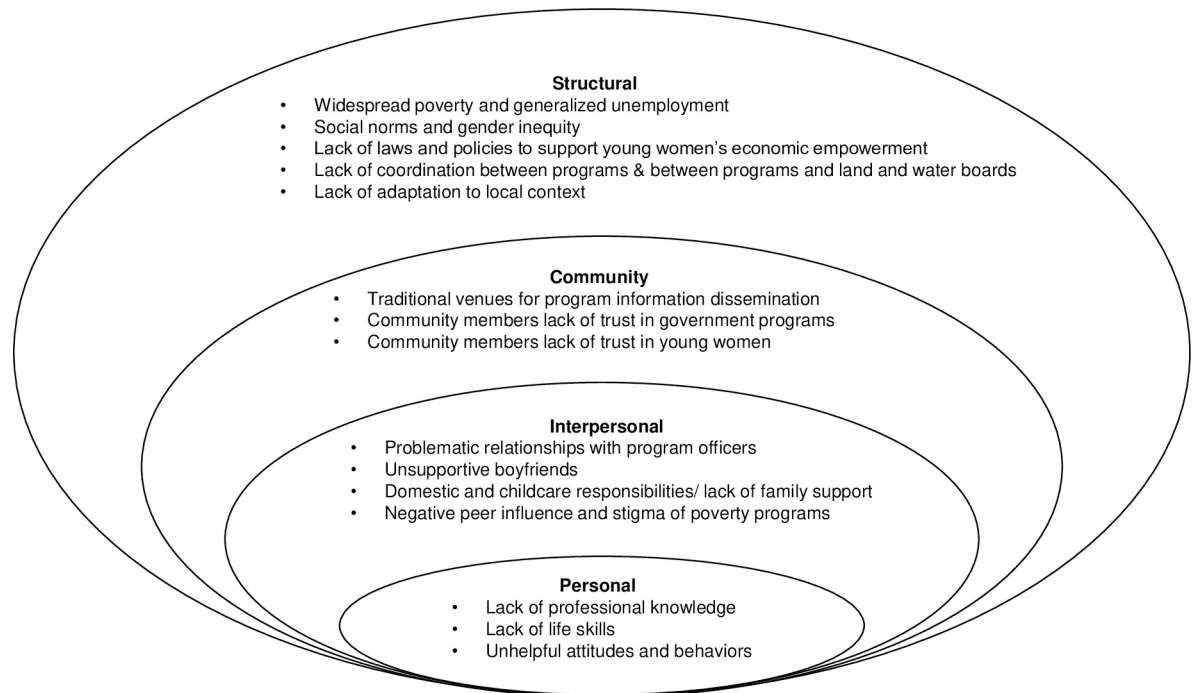 Structural
• Widespread poverty and generalized unemployment
• Social norms and gender inequity
• Lack of laws and policies to support young women’s economic empowerment
• Lack of coordination between programs & between programs and land and water boards
• Lack of adaptation to local context
Community
• Traditional venues for program information dissemination
• Community members lack of trust in government programs
• Community members lack of trust in young women
Interpersonal
• Problematic relationships with program officers
• Unsupportive boyfriends
• Domestic and childcare responsibilities/ lack of family support
• Negative peer influence and stigma of poverty programs
Personal
• Lack of professional knowledge
• Lack of life skills
• Unhelpful attitudes and behaviors